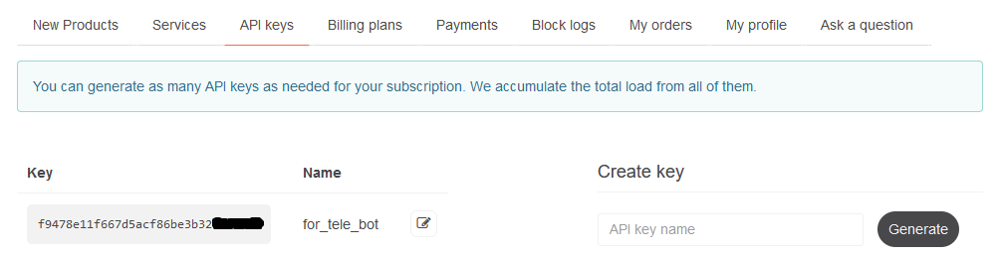 New Products Services API keys Billing plans Payments Block logs My orders My profile Ask a question
You can generate as many API keys as needed for your subscription. We accumulate the total load from all of them.
Key Name
f9478e11f667d5acf86be3b32 for_tele_bot
Create key
API key name Generate